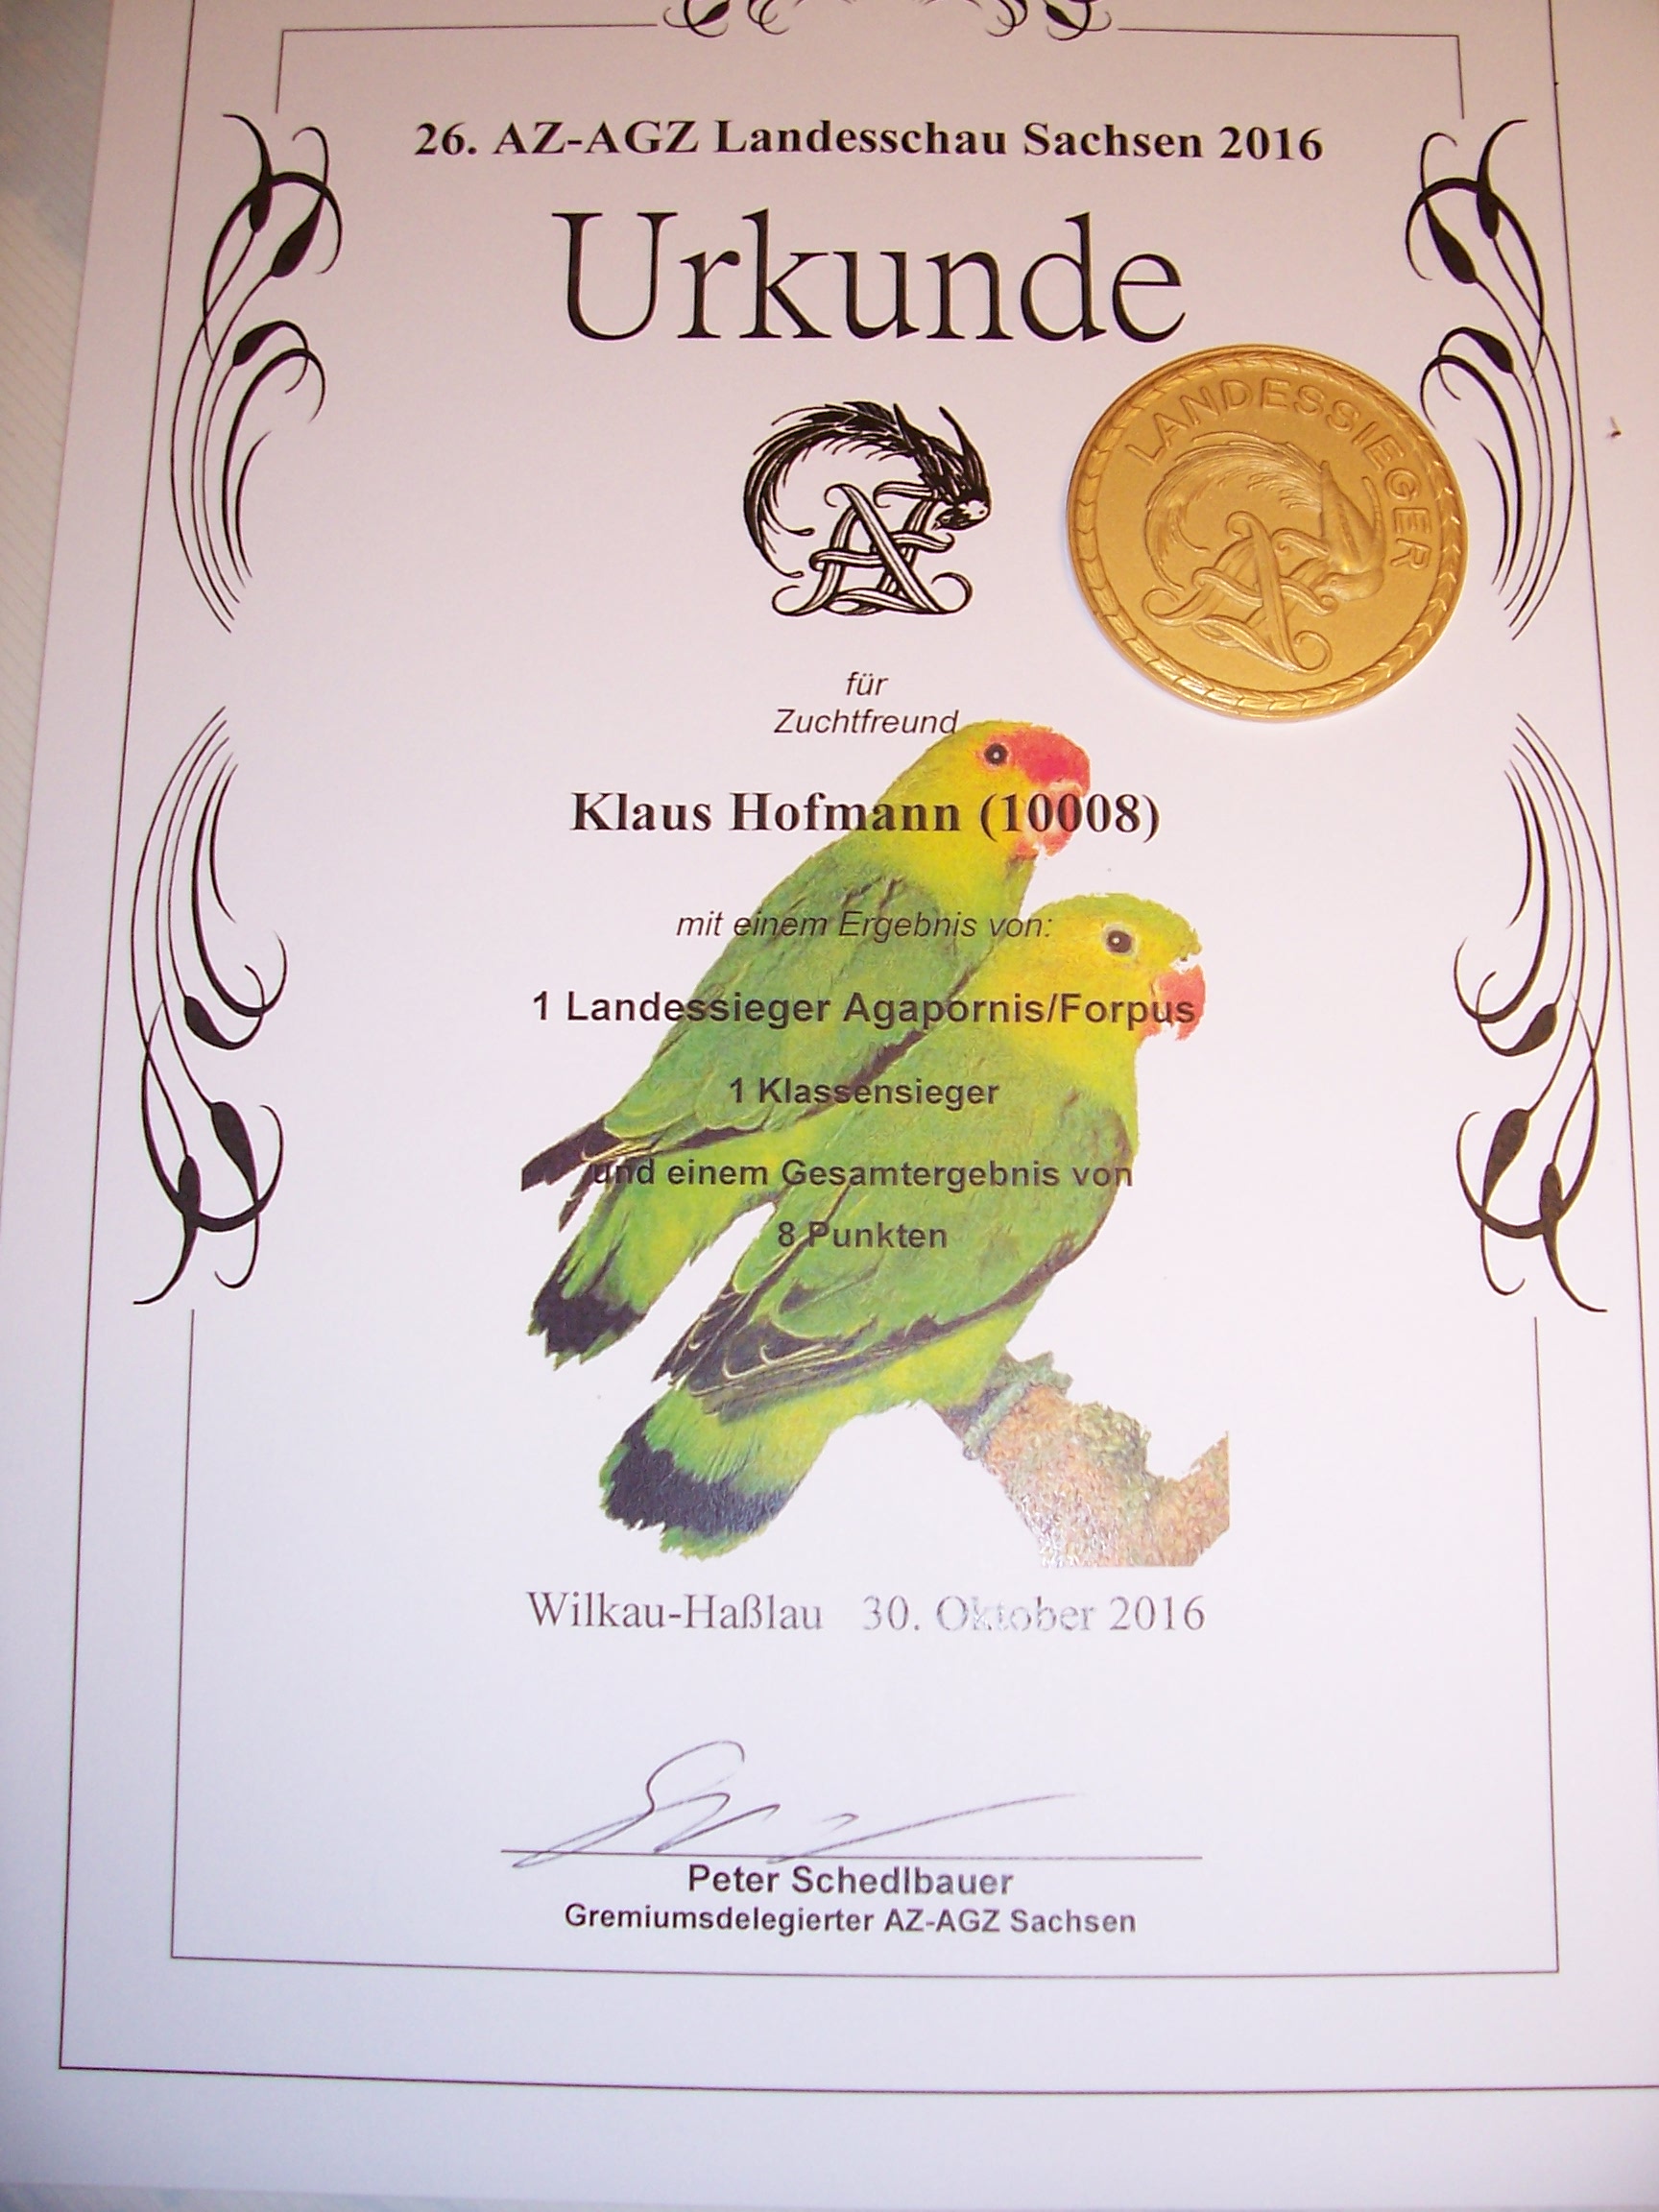 26. AZ-AGZ Landesschau Sachsen 2016
Urkunde
LANDESSIEGER
AZ
AZ
für
Zuchtfreund
Klaus Hofmann (10008)
mit einem Ergebnis von:
1 Landessieger Agapornis/Forpus
1 Klassensieger
und einem Gesamtergebnis von
8 Punkten
Wilkau-Haßlau 30. Oktober 2016
Peter Schedlbauer
Gremiumsdelegierter AZ-AGZ Sachsen